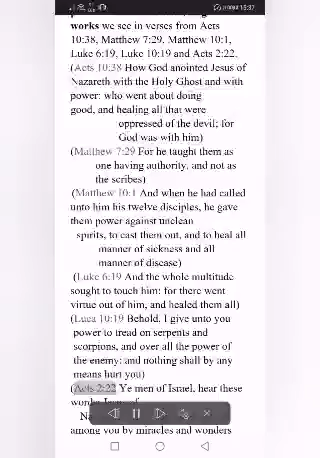 15:37
works we see in verses from Acts
10:38, Matthew 7:29. Matthew 10:1,
Luke 6:19, Luke 10:19 and Acts 2:22,
(Acts 10:38 How God anointed Jesus of
Nazareth with the Holy Ghost and with
power: who went about doing
good, and healing all that were
oppressed of the devil; for
God was with him)
(Matthew 7:29 For he taught them as
one having authority, and not as
the scribes)
(Matthew 10:1 And when he had called
unto him his twelve disciples, he gave
them power against unclean
spirits, to cast them out, and to heal all
manner of sickness and all
manner of disease)
(Luke 6:19 And the whole multitude
sought to touch him: for there went
virtue out of him, and healed them all)
(Luca 10:19 Behold, I give unto you
power to tread on serpents and
scorpions, and over all the power of
the enemy: and nothing shall by any
means hurt you)
(Acts 2:22 Ye men of Israel, hear these
Na
among you by miracles and wonders